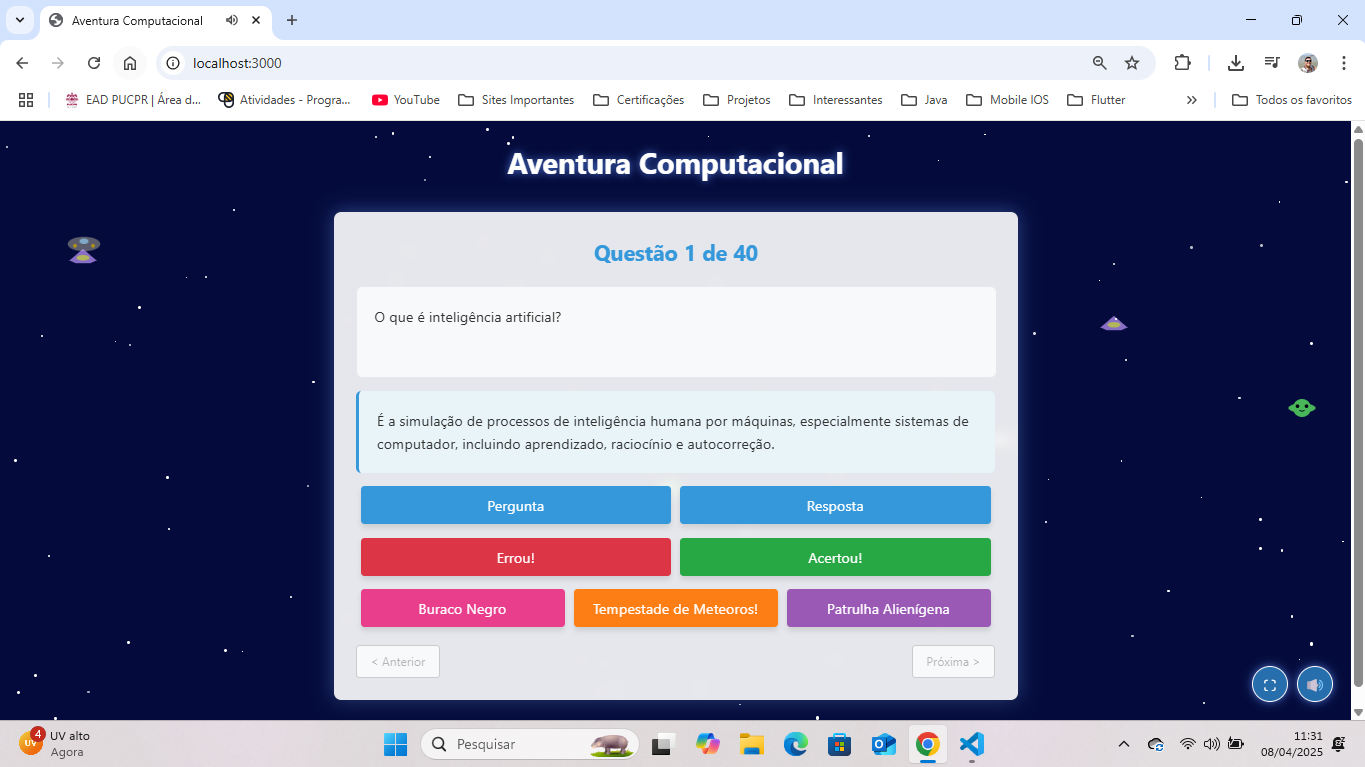 Aventura Computacional
localhost:3000
EAD PUCPR | Área d...
Atividades - Progra...
YouTube
Sites Importantes
Certificações
Projetos
Interessantes
Java
Mobile IOS
Flutter
Todos os favoritos
Aventura Computacional
Questão 1 de 40
O que é inteligência artificial?
É a simulação de processos de inteligência humana por máquinas, especialmente sistemas de
computador, incluindo aprendizado, raciocínio e autocorreção.
Pergunta
Resposta
Errou!
Acertou!
Buraco Negro
Tempestade de Meteoros!
Patrulha Alienígena
< Anterior
Próxima >
4
UV
UV alto
Agora
Pesquisar
11:31
08/04/2025